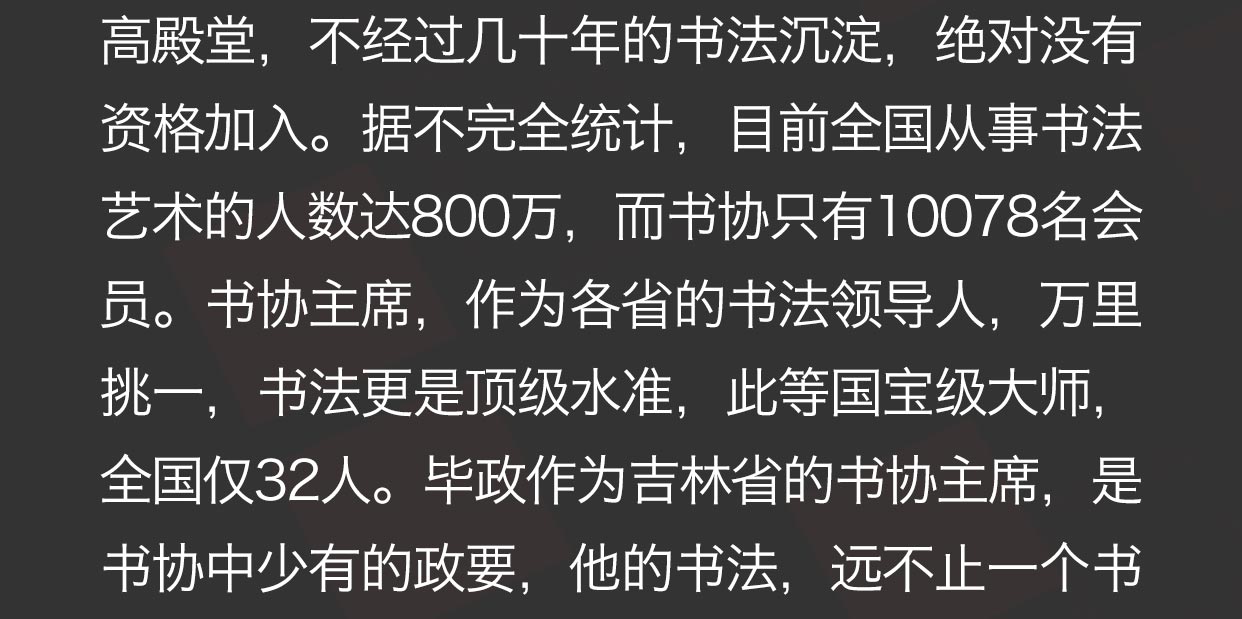 高殿堂，不经过几十年的书法沉淀，绝对没有
资格加入。据不完全统计，目前全国从事书法
艺术的人数达800万，而书协只有10078名会
员。书协主席，作为各省的书法领导人，万里
挑一，书法更是顶级水准，此等国宝级大师，
全国仅32人。毕政作为吉林省的书协主席，是
书协中少有的政要，他的书法，远不止一个书